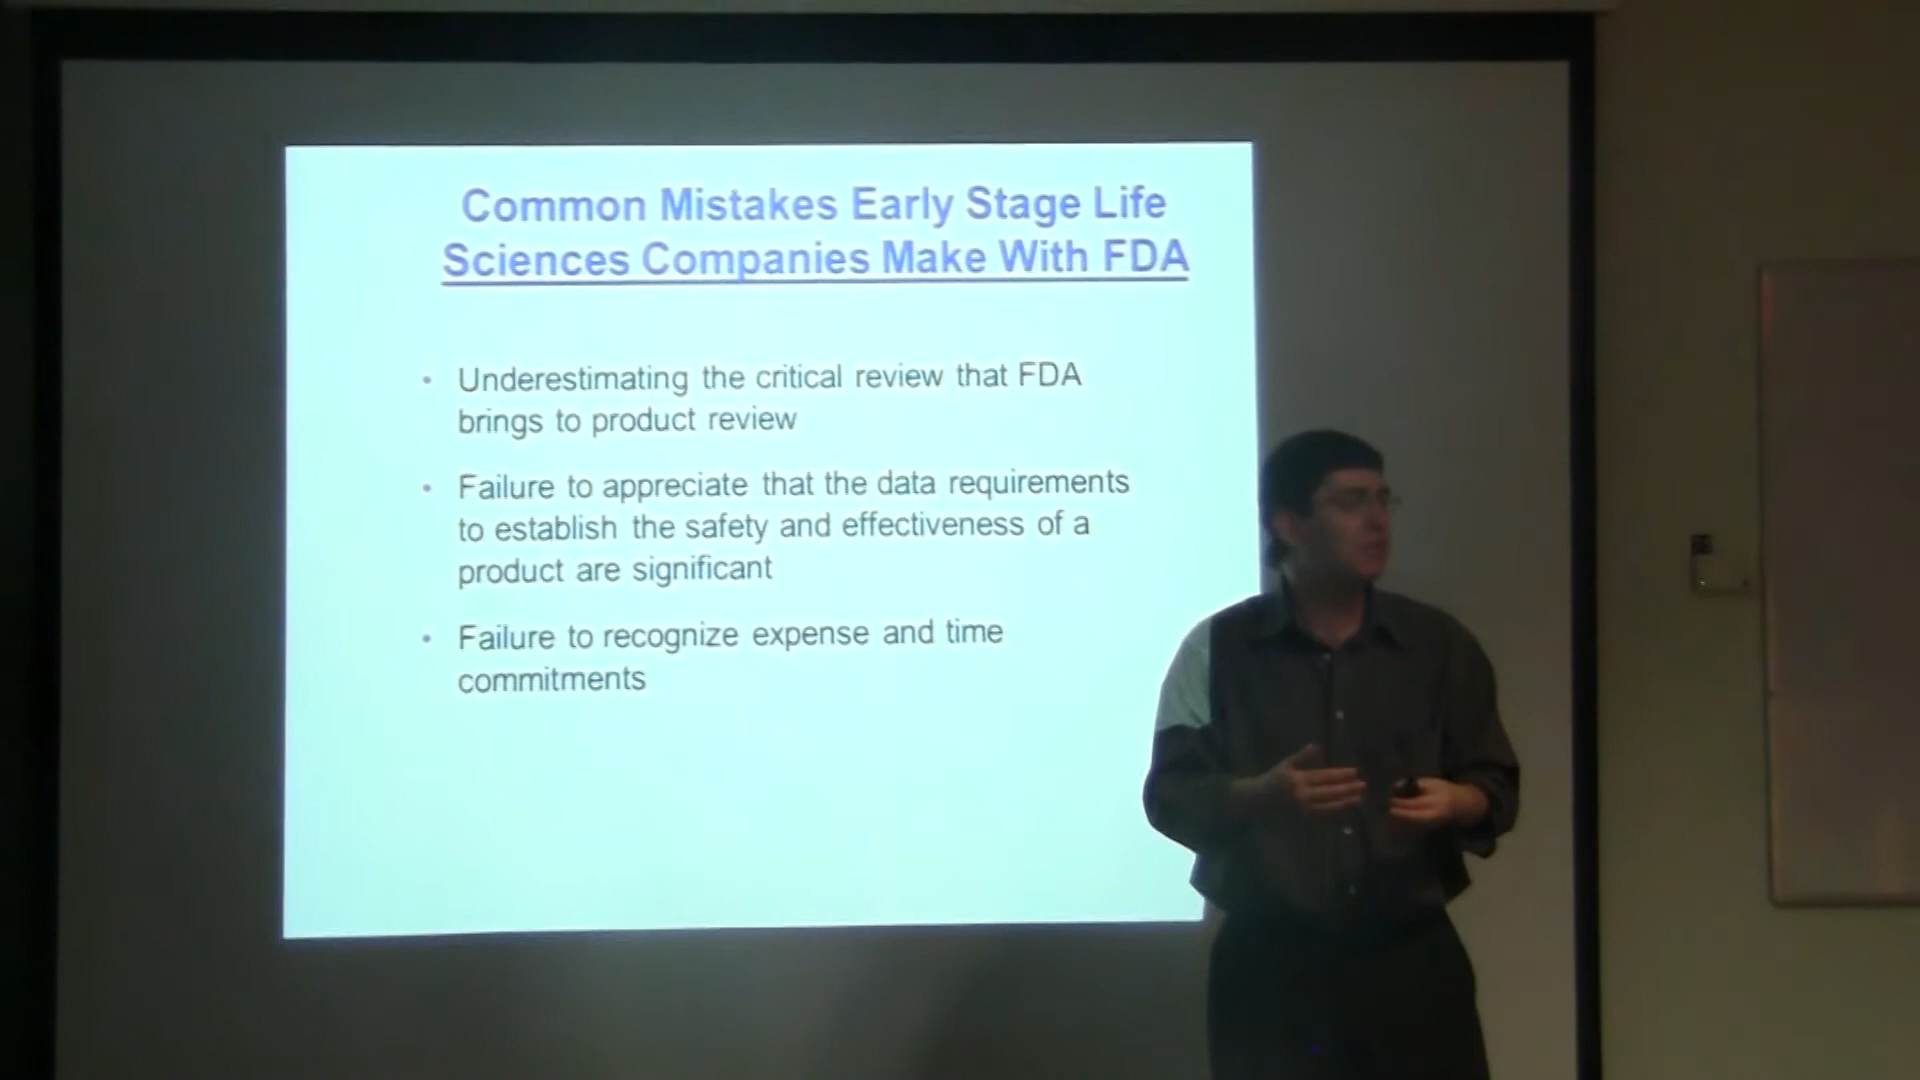 Common Mistakes Early Stage Life
Sciences Companies Make With FDA
• Underestimating the critical review that FDA
brings to product review
• Failure to appreciate that the data requirements
to establish the safety and effectiveness of a
product are significant
• Failure to recognize expense and time
commitments